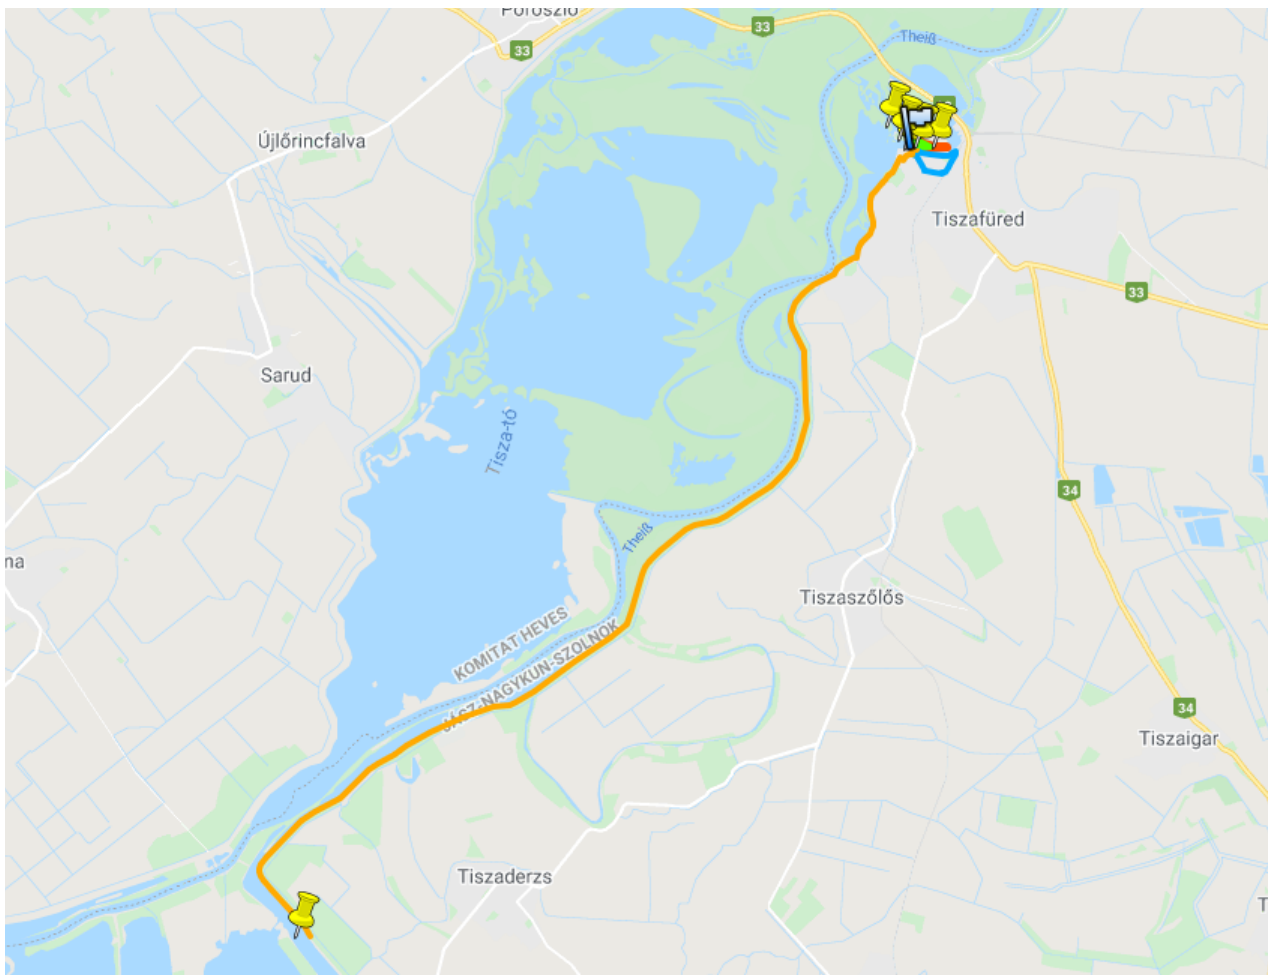 Poroszló
33
33
Theiß
Újlőrincfalva
Tiszafüred
33
Sarud
Tisza-tó
34
Theiß
na
Tiszaszőlős
KOMITAT HEVES
JÁSZ-NAGYKUN-SZOLNOK
34
Tiszaigar
Tiszaderzs
T